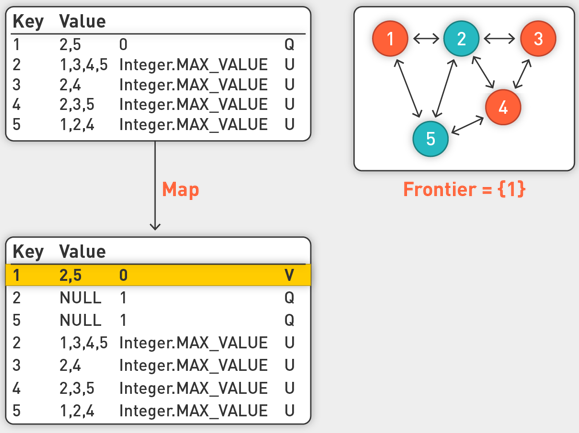 Key Value
1 2,5 0 Q
2 1,3,4,5 Integer.MAX_VALUE U
3 2,4 Integer.MAX_VALUE U
4 2,3,5 Integer.MAX_VALUE U
5 1,2,4 Integer.MAX_VALUE U
1 2 3
4
5
Map
Frontier = {1}
Key Value
1 2,5 0 V
2 NULL 1 Q
5 NULL 1 Q
2 1,3,4,5 Integer.MAX_VALUE U
3 2,4 Integer.MAX_VALUE U
4 2,3,5 Integer.MAX_VALUE U
5 1,2,4 Integer.MAX_VALUE U